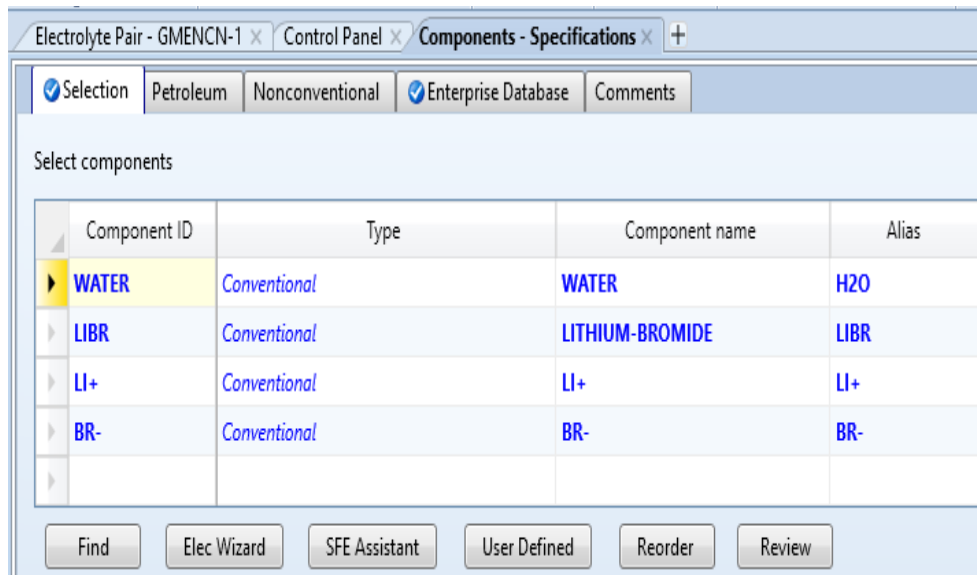 Electrolyte Pair - GMENCN-1 × Control Panel × Components - Specifications × +
Selection Petroleum Nonconventional Enterprise Database Comments
Select components
Component ID Type Component name Alias
WATER Conventional WATER H2O
LIBR Conventional LITHIUM-BROMIDE LIBR
LI+ Conventional LI+ LI+
BR- Conventional BR- BR-
Find Elec Wizard SFE Assistant User Defined Reorder Review